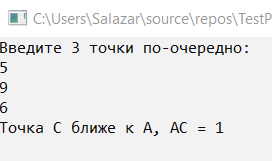 C:\Users\Salazar\source\repos\TestP
Введите 3 точки по-очередно:
5
9
6
Точка C ближе к A, AC = 1